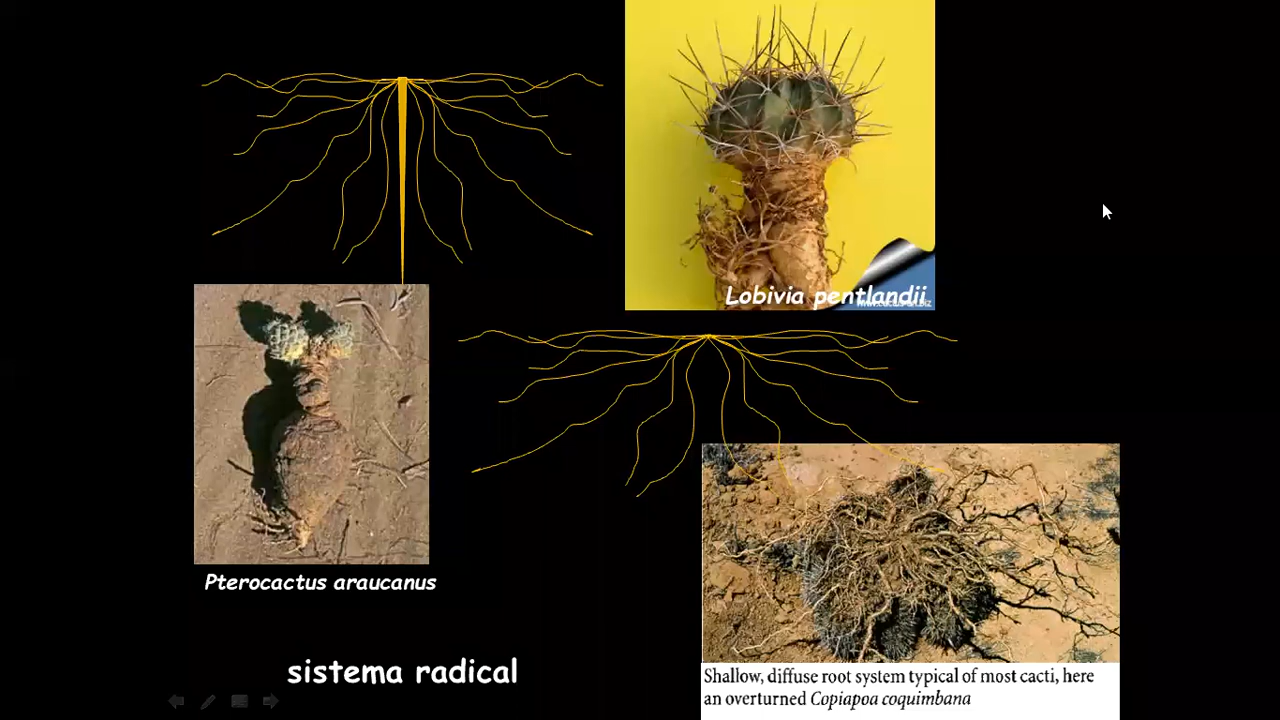 Lobivia pentlandii
Pterocactus araucanus
sistema radical
Shallow, diffuse root system typical of most cacti, here
an overturned Copiapoa coquimbana